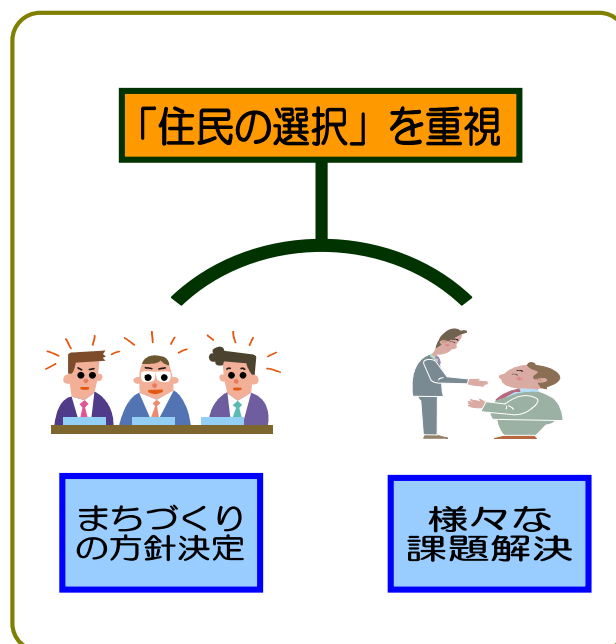 「住民の選択」を重視
まちづくり
の方針決定
様々な
課題解決